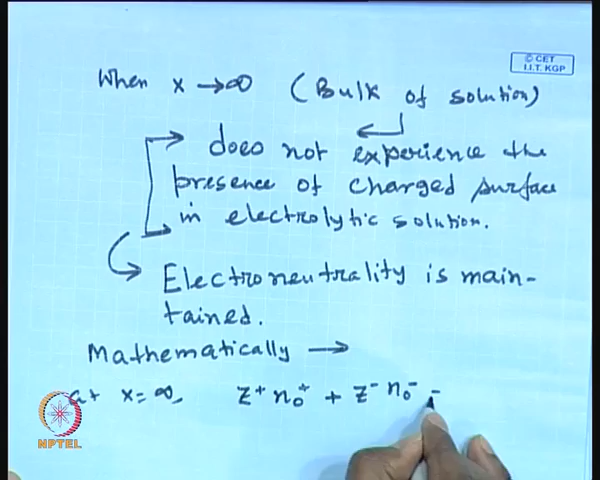 © CET
I.I.T. KGP
When x → ∞ (Bulk of solution)
does not experience the
presence of charged surface
in electrolytic solution.
Electroneutrality is main-
tained.
Mathematically →
at x = ∞, z⁺ n₀⁺ + z⁻ n₀⁻ -
NPTEL